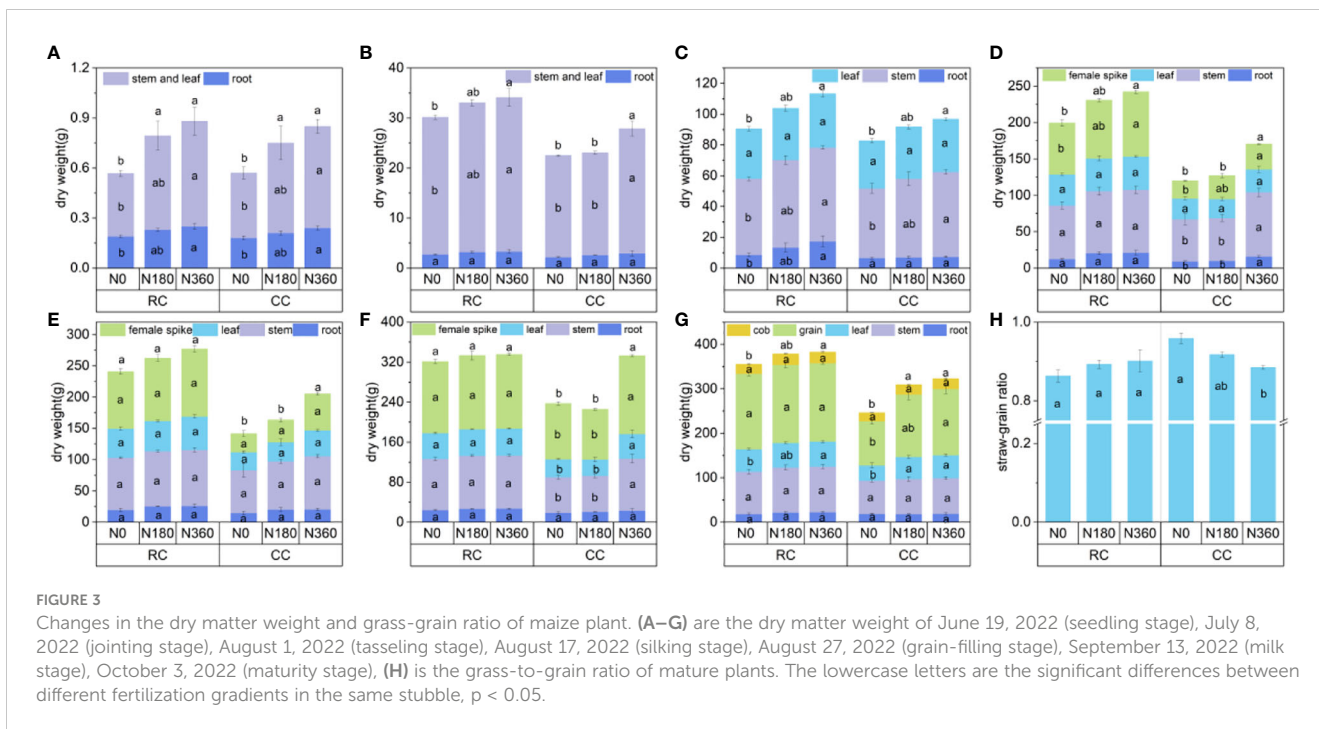 A
stem and leaf root
dry weight(g)
1.2
0.9
0.6
0.3
0.0
b a a b a a
b ab a b ab a
b ab a b ab a
N0 N180 N360 N0 N180 N360
RC CC
B
stem and leaf root
dry weight(g)
40
30
20
10
0
b ab a b b a
b ab a b b a
a a a a a a
N0 N180 N360 N0 N180 N360
RC CC
C
leaf stem root
dry weight(g)
120
100
80
60
40
20
0
b ab a b ab a
a a a a a a
b ab a b ab a
b ab a a a a
N0 N180 N360 N0 N180 N360
RC CC
D
female spike leaf stem root
dry weight(g)
250
200
150
100
50
0
b ab a b b a
b ab a b ab a
a a a a a a
a a a b b a
a a a b b a
N0 N180 N360 N0 N180 N360
RC CC
E
female spike leaf stem root
dry weight(g)
300
250
200
150
100
50
0
a a a b b a
a a a a a a
a a a a a a
a a a a a a
a a a a a a
N0 N180 N360 N0 N180 N360
RC CC
F
female spike leaf stem root
dry weight(g)
400
320
240
160
80
0
a a a b b a
a a a b b a
a a a b b a
a a a b b a
a a a a a a
N0 N180 N360 N0 N180 N360
RC CC
G
cob grain leaf stem root
dry weight(g)
400
300
200
100
0
b ab a b a a
a a a a a a
a a a b ab a
b ab a b a a
a a a a a a
a a a a a a
N0 N180 N360 N0 N180 N360
RC CC
H
straw-grain ratio
1.0
0.8
0.2
0.0
a a a a ab b
N0 N180 N360 N0 N180 N360
RC CC
FIGURE 3
Changes in the dry matter weight and grass-grain ratio of maize plant. (A–G) are the dry matter weight of June 19, 2022 (seedling stage), July 8,
2022 (jointing stage), August 1, 2022 (tasseling stage), August 17, 2022 (silking stage), August 27, 2022 (grain-filling stage), September 13, 2022 (milk
stage), October 3, 2022 (maturity stage), (H) is the grass-to-grain ratio of mature plants. The lowercase letters are the significant differences between
different fertilization gradients in the same stubble, p < 0.05.